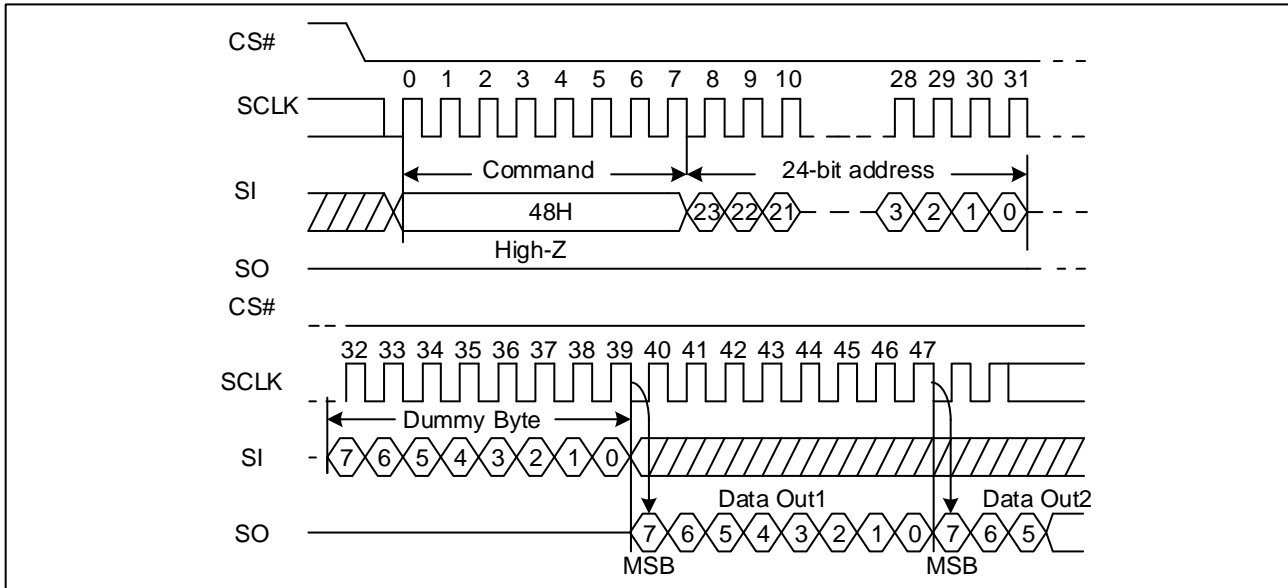 CS#
0 1 2 3 4 5 6 7 8 9 10 28 29 30 31
SCLK
Command 24-bit address
SI
48H 23 22 21 3 2 1 0
High-Z
SO
CS#
32 33 34 35 36 37 38 39 40 41 42 43 44 45 46 47
SCLK
Dummy Byte
SI
7 6 5 4 3 2 1 0
Data Out1 Data Out2
SO
7 6 5 4 3 2 1 0 7 6 5
MSB MSB